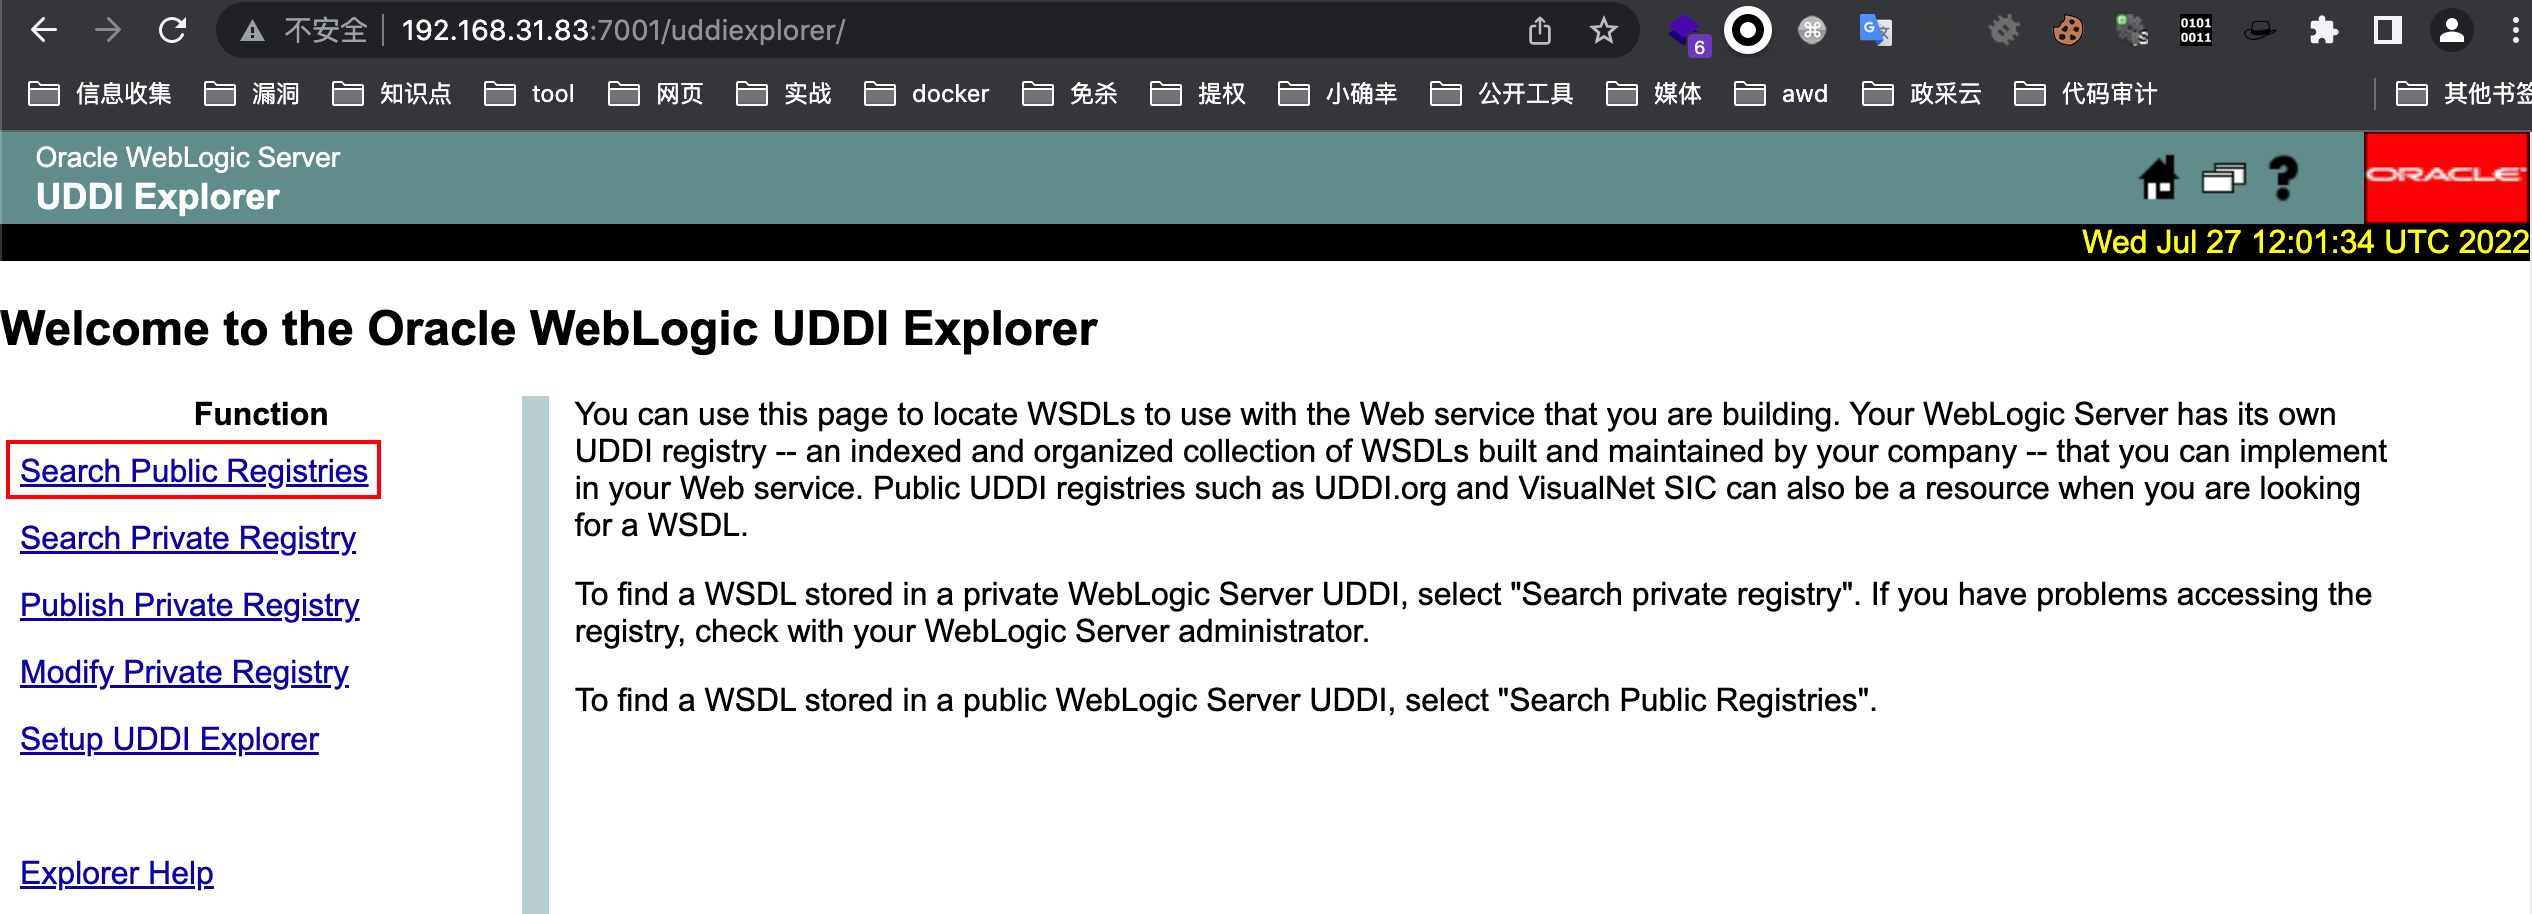 不安全 192.168.31.83:7001/uddiexplorer/
6
0101
0011
信息收集 漏洞 知识点 tool 网页 实战 docker 免杀 提权 小确幸 公开工具 媒体 awd 政采云 代码审计 其他书签
Oracle WebLogic Server
UDDI Explorer
ORACLE
Wed Jul 27 12:01:34 UTC 2022
Welcome to the Oracle WebLogic UDDI Explorer
Function
Search Public Registries
Search Private Registry
Publish Private Registry
Modify Private Registry
Setup UDDI Explorer
Explorer Help
You can use this page to locate WSDLs to use with the Web service that you are building. Your WebLogic Server has its own
UDDI registry -- an indexed and organized collection of WSDLs built and maintained by your company -- that you can implement
in your Web service. Public UDDI registries such as UDDI.org and VisualNet SIC can also be a resource when you are looking
for a WSDL.
To find a WSDL stored in a private WebLogic Server UDDI, select "Search private registry". If you have problems accessing the
registry, check with your WebLogic Server administrator.
To find a WSDL stored in a public WebLogic Server UDDI, select "Search Public Registries".